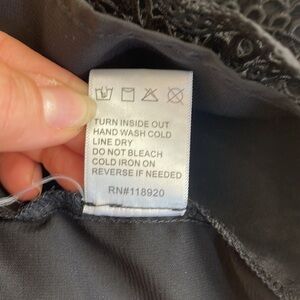 TURN INSIDE OUT
HAND WASH COLD
LINE DRY
DO NOT BLEACH
COLD IRON ON
REVERSE IF NEEDED
RN#118920